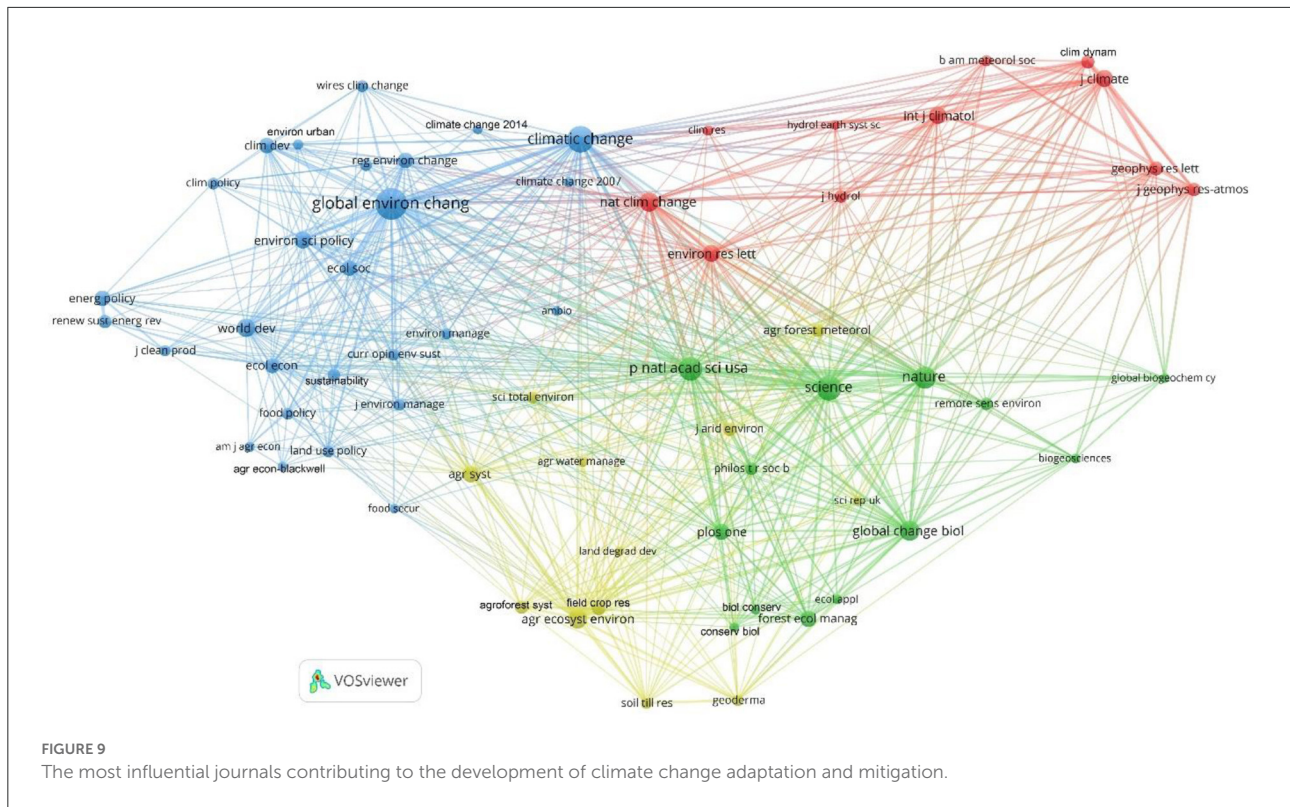 b am meteorol soc
clim dynam
j climate
wires clim change
int j climatol
climate change 2014
clim res
hydrol earth syst sc
environ urban
clim dev
climatic change
reg environ change
geophys res lett
clim policy
climate change 2007
j geophys res-atmos
j hydrol
global environ chang
nat clim change
environ sci policy
environ res lett
ecol soc
energ policy
ambio
renew sust energ rev
world dev
environ manage
agr forest meteorol
j clean prod
curr opin env sust
ecol econ
p natl acad sci usa
sustainability
science
nature
global biogeochem cy
sci total environ
remote sens environ
food policy
j environ manage
j arid environ
am j agr econ
land use policy
agr econ-blackwell
agr syst
agr water manage
philos t r soc b
biogeosciences
food secur
sci rep uk
plos one
global change biol
land degrad dev
agroforest syst
field crop res
ecol appl
biol conserv
agr ecosyst environ
forest ecol manag
conserv biol
VOSviewer
soil till res
geoderma
FIGURE 9
The most influential journals contributing to the development of climate change adaptation and mitigation.